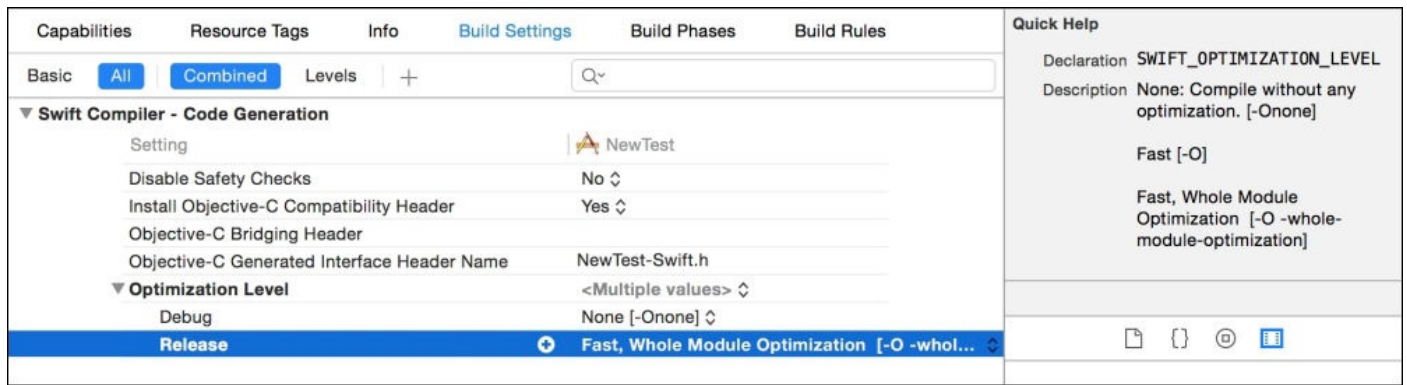 Capabilities Resource Tags Info Build Settings Build Phases Build Rules
Basic All Combined Levels +
Swift Compiler - Code Generation
Setting NewTest
Disable Safety Checks No
Install Objective-C Compatibility Header Yes
Objective-C Bridging Header
Objective-C Generated Interface Header Name NewTest-Swift.h
Optimization Level <Multiple values>
Debug None [-Onone]
Release Fast, Whole Module Optimization [-O -whol...
Quick Help
Declaration SWIFT_OPTIMIZATION_LEVEL
Description None: Compile without any
optimization. [-Onone]
Fast [-O]
Fast, Whole Module
Optimization [-O -whole-
module-optimization]